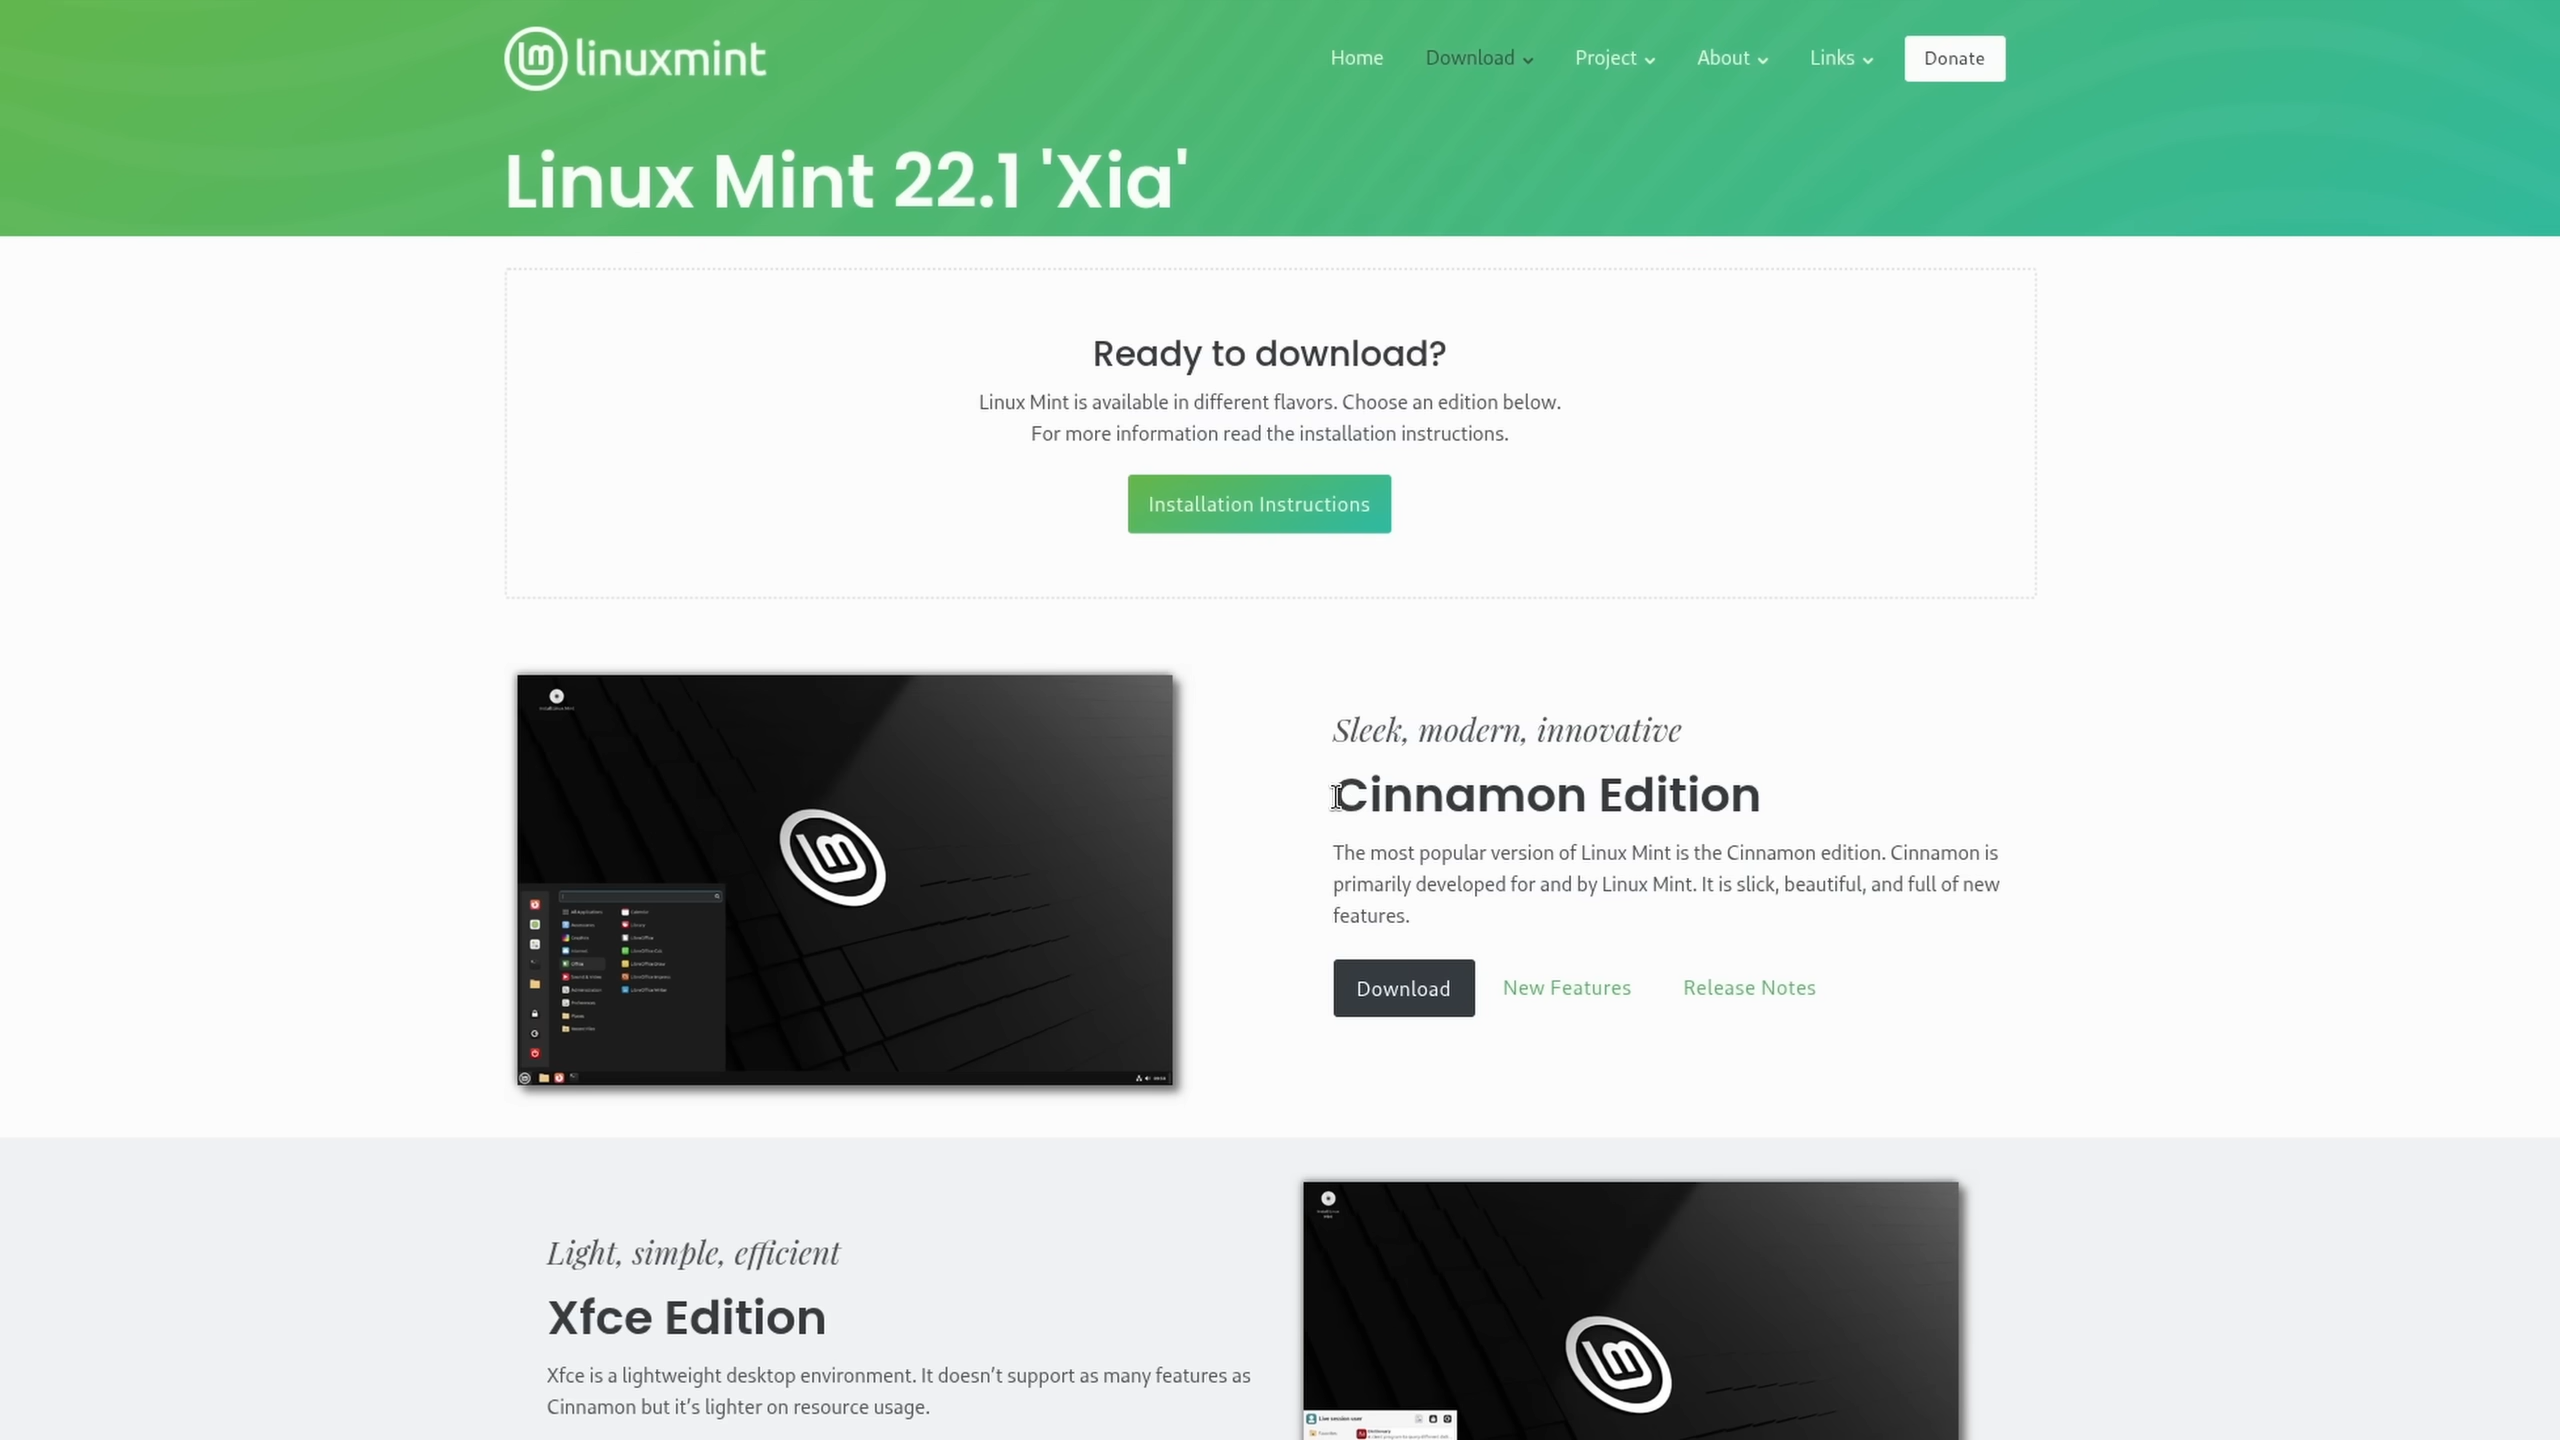 linuxmint
Home
Download
Project
About
Links
Donate
Linux Mint 22.1 'Xia'
Ready to download?
Linux Mint is available in different flavors. Choose an edition below.
For more information read the installation instructions.
Installation Instructions
Sleek, modern, innovative
Cinnamon Edition
The most popular version of Linux Mint is the Cinnamon edition. Cinnamon is
primarily developed for and by Linux Mint. It is slick, beautiful, and full of new
features.
Download
New Features
Release Notes
Light, simple, efficient
Xfce Edition
Xfce is a lightweight desktop environment. It doesn’t support as many features as
Cinnamon but it’s lighter on resource usage.
Live session user